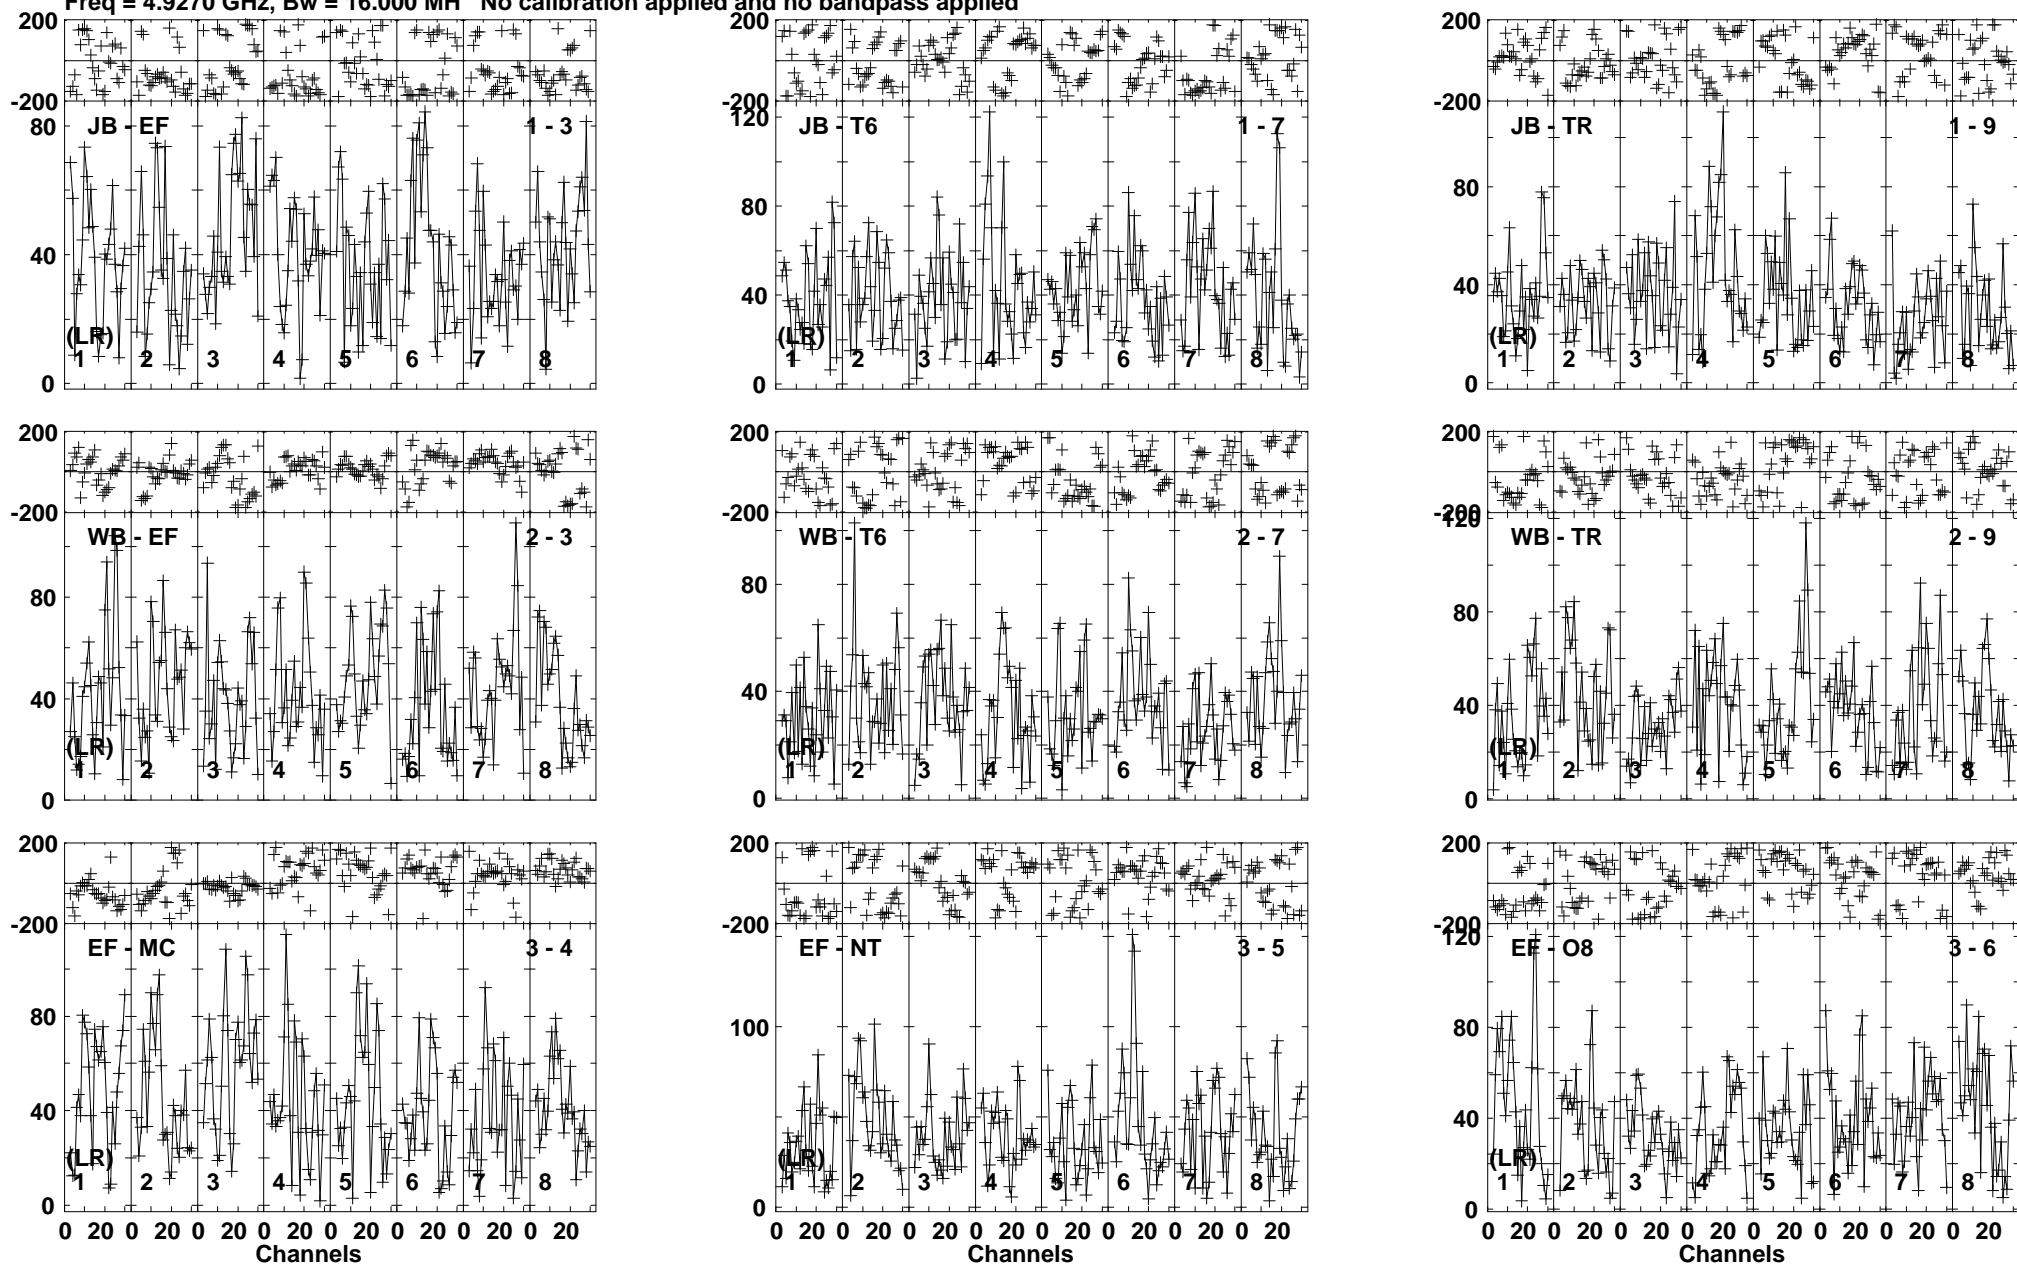 Freq = 4.9270 GHz, Bw = 16.000 MH No calibration applied and no bandpass applied
200 200 200
-200 -200 -200
JB - EF 1 - 3 JB - T6 1 - 7 JB - TR 1 - 9
80 120 80
40 80 40
0 40 0
0
(LR) (LR) (LR)
1 2 3 4 5 6 7 8 1 2 3 4 5 6 7 8 1 2 3 4 5 6 7 8
200 200 200
-200 -200 -200
120
WB - EF 2 - 3 WB - T6 2 - 7 WB - TR 2 - 9
80 80 80
40 40 40
(LR) (LR) (LR)
1 2 3 4 5 6 7 8 1 2 3 4 5 6 7 8 1 2 3 4 5 6 7 8
0 0 0
200 200 200
-200 -200 -200
120
EF - MC 3 - 4 EF - NT 3 - 5 EF - O8 3 - 6
80 100 80
40 40
(LR) (LR) (LR)
1 2 3 4 5 6 7 8 1 2 3 4 5 6 7 8 1 2 3 4 5 6 7 8
0 0 0
0 20 0 20 0 20 0 20 0 20 0 20 0 20 0 20 0 20 0 20 0 20 0 20 0 20 0 20 0 20 0 20 0 20 0 20 0 20 0 20 0 20 0 20 0 20 0 20
Channels Channels Channels